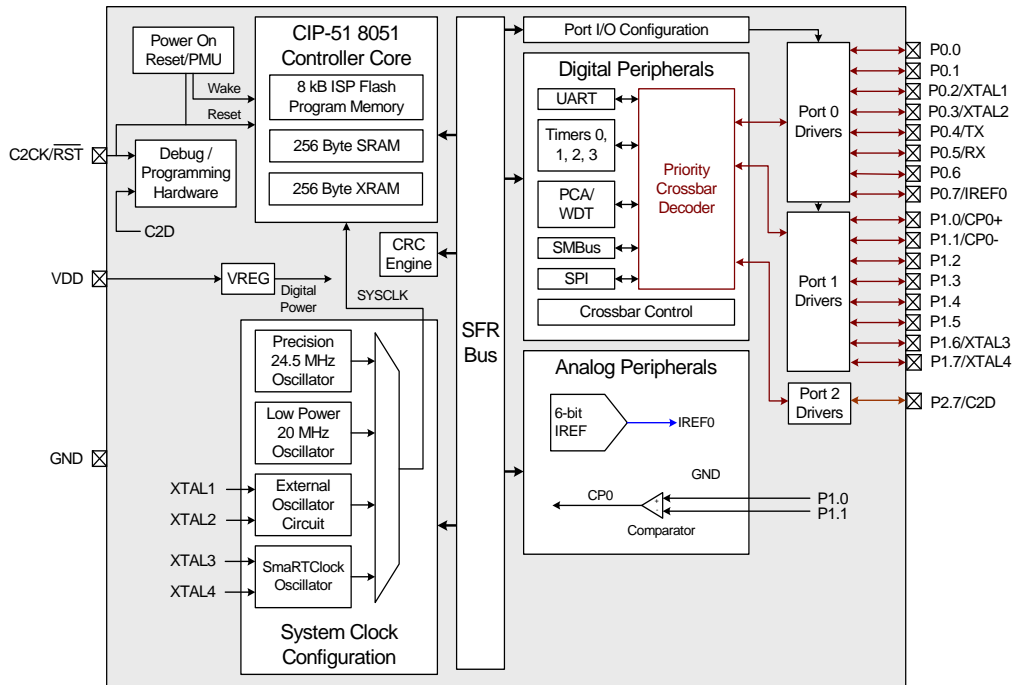 Power On
Reset/PMU
Wake
Reset
C2CK/RST
Debug /
Programming
Hardware
C2D
VDD
VREG
Digital
Power
GND
CIP-51 8051
Controller Core
8 kB ISP Flash
Program Memory
256 Byte SRAM
256 Byte XRAM
CRC
Engine
SYSCLK
Precision
24.5 MHz
Oscillator
Low Power
20 MHz
Oscillator
External
Oscillator
Circuit
SmaRTClock
Oscillator
XTAL1
XTAL2
XTAL3
XTAL4
System Clock
Configuration
SFR
Bus
Port I/O Configuration
Digital Peripherals
UART
Timers 0,
1, 2, 3
PCA/
WDT
SMBus
SPI
Priority
Crossbar
Decoder
Crossbar Control
Analog Peripherals
6-bit
IREF
IREF0
GND
CP0
+
-
Comparator
P1.0
P1.1
Port 0
Drivers
Port 1
Drivers
Port 2
Drivers
P0.0
P0.1
P0.2/XTAL1
P0.3/XTAL2
P0.4/TX
P0.5/RX
P0.6
P0.7/IREF0
P1.0/CP0+
P1.1/CP0-
P1.2
P1.3
P1.4
P1.5
P1.6/XTAL3
P1.7/XTAL4
P2.7/C2D